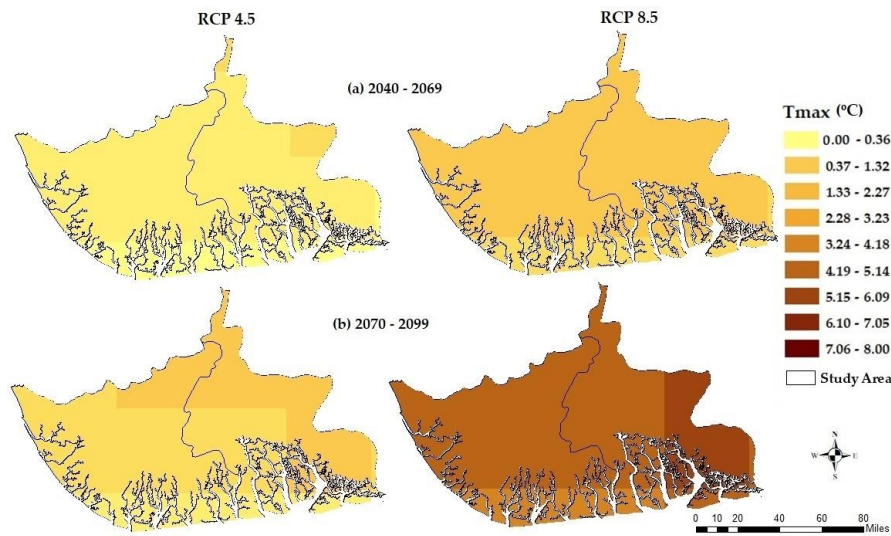 RCP 4.5
RCP 8.5
(a) 2040 - 2069
Tmax (°C)
0.00 - 0.36
0.37 - 1.32
1.33 - 2.27
2.28 - 3.23
3.24 - 4.18
4.19 - 5.14
5.15 - 6.09
6.10 - 7.05
7.06 - 8.00
Study Area
(b) 2070 - 2099
N
W E
S
0 10 20 40 60 80
Miles